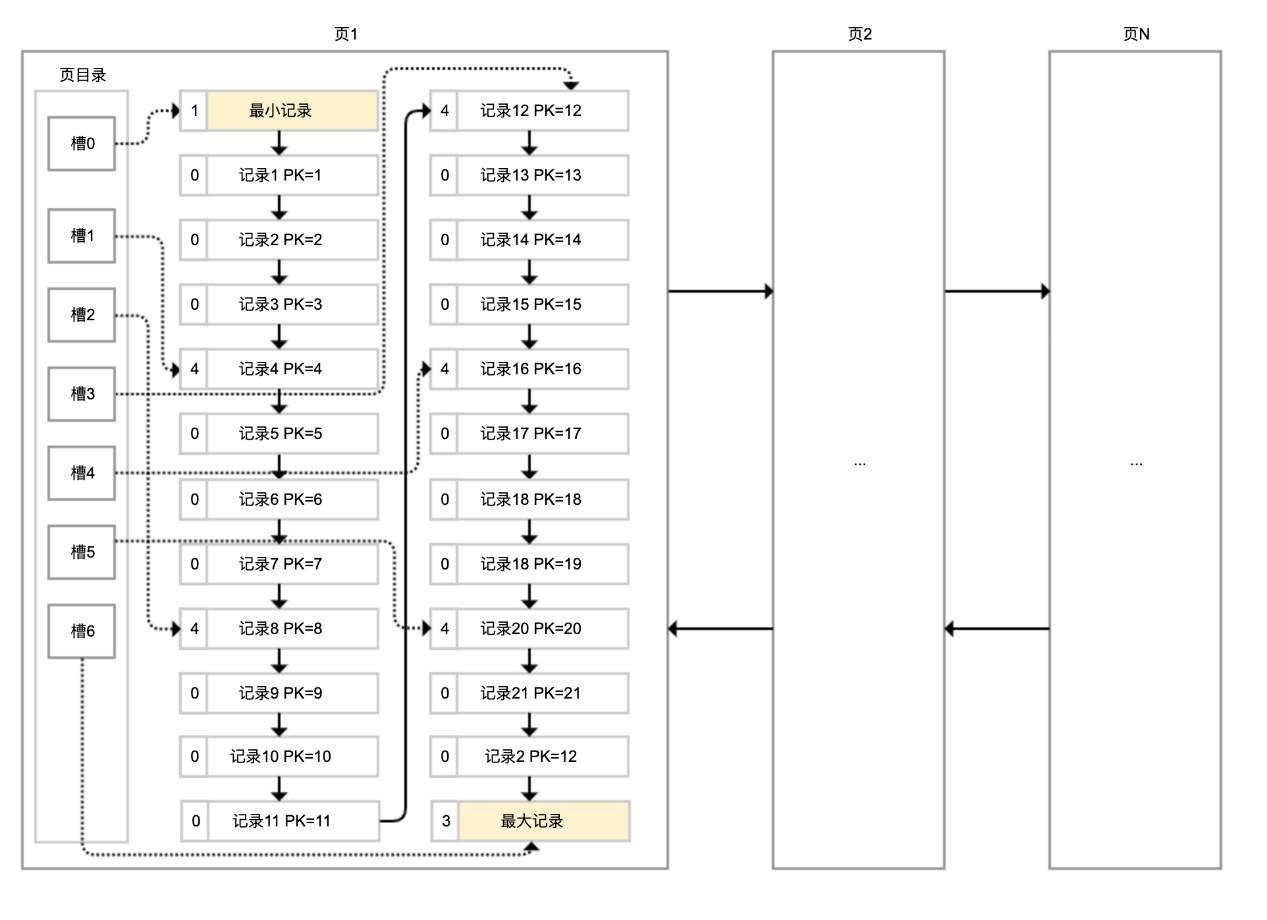 页1
页2
页N
页目录
槽0
槽1
槽2
槽3
槽4
槽5
槽6
1 最小记录
0 记录1 PK=1
0 记录2 PK=2
0 记录3 PK=3
4 记录4 PK=4
0 记录5 PK=5
0 记录6 PK=6
0 记录7 PK=7
4 记录8 PK=8
0 记录9 PK=9
0 记录10 PK=10
0 记录11 PK=11
4 记录12 PK=12
0 记录13 PK=13
0 记录14 PK=14
0 记录15 PK=15
4 记录16 PK=16
0 记录17 PK=17
0 记录18 PK=18
0 记录18 PK=19
4 记录20 PK=20
0 记录21 PK=21
0 记录2 PK=12
3 最大记录
...
...